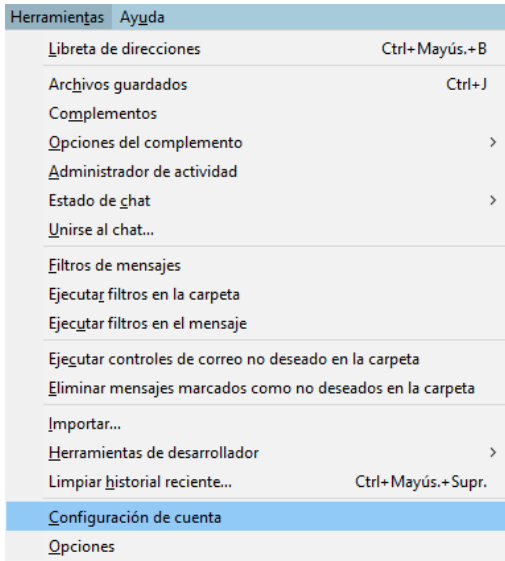 Herramientas Ayuda
Libreta de direcciones Ctrl+Mayús.+B
Archivos guardados Ctrl+J
Complementos
Opciones del complemento
Administrador de actividad
Estado de chat
Unirse al chat...
Filtros de mensajes
Ejecutar filtros en la carpeta
Ejecutar filtros en el mensaje
Ejecutar controles de correo no deseado en la carpeta
Eliminar mensajes marcados como no deseados en la carpeta
Importar...
Herramientas de desarrollador
Limpiar historial reciente... Ctrl+Mayús.+Supr.
Configuración de cuenta
Opciones